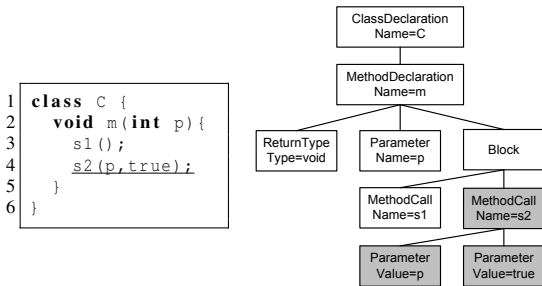 1 class C {
2 void m(int p){
3 s1();
4 s2(p,true);
5 }
6 }
ClassDeclaration
Name=C
MethodDeclaration
Name=m
ReturnType
Type=void
Parameter
Name=p
Block
MethodCall
Name=s1
MethodCall
Name=s2
Parameter
Value=p
Parameter
Value=true